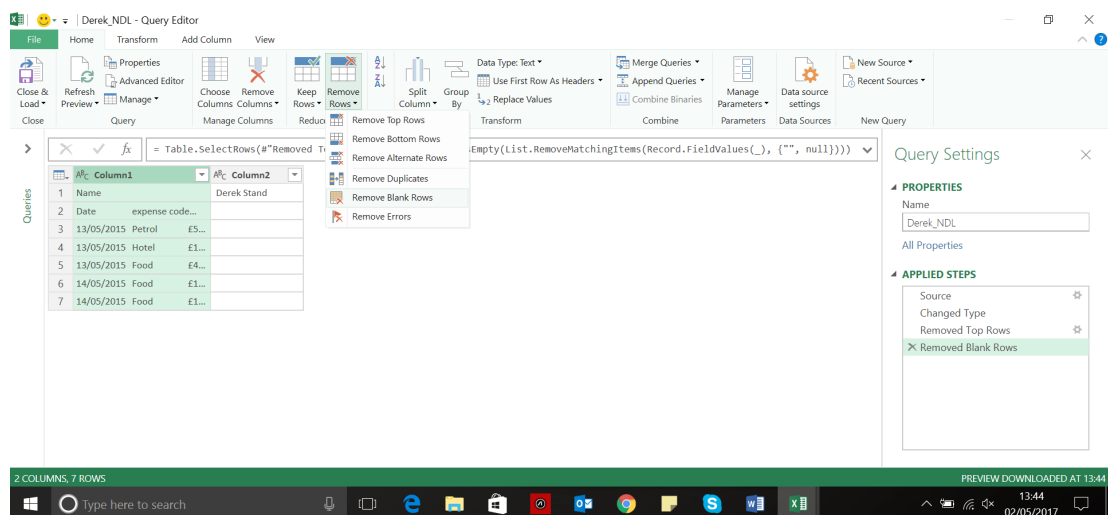 Derek_NDL - Query Editor
File Home Transform Add Column View
Close & Load
Refresh Preview
Properties
Advanced Editor
Manage
Choose Columns
Remove Columns
Keep Rows
Remove Rows
Split Column
Group By
Data Type: Text
Use First Row As Headers
Replace Values
Merge Queries
Append Queries
Combine Binaries
Manage Parameters
Data source settings
New Source
Recent Sources
Close Query Manage Columns Reduc Transform Combine Parameters Data Sources New Query
Remove Top Rows
Remove Bottom Rows
Remove Alternate Rows
Remove Duplicates
Remove Blank Rows
Remove Errors
fx = Table.SelectRows(#"Removed T sEmpty(List.RemoveMatchingItems(Record.FieldValues(_), {"", null})))
Queries
ABC Column1 ABC Column2
1 Name Derek Stand
2 Date expense code...
3 13/05/2015 Petrol £5...
4 13/05/2015 Hotel £1...
5 13/05/2015 Food £4...
6 14/05/2015 Food £1...
7 14/05/2015 Food £1...
Query Settings
PROPERTIES
Name
Derek_NDL
All Properties
APPLIED STEPS
Source
Changed Type
Removed Top Rows
Removed Blank Rows
2 COLUMNS, 7 ROWS PREVIEW DOWNLOADED AT 13:44
Type here to search
13:44
02/05/2017